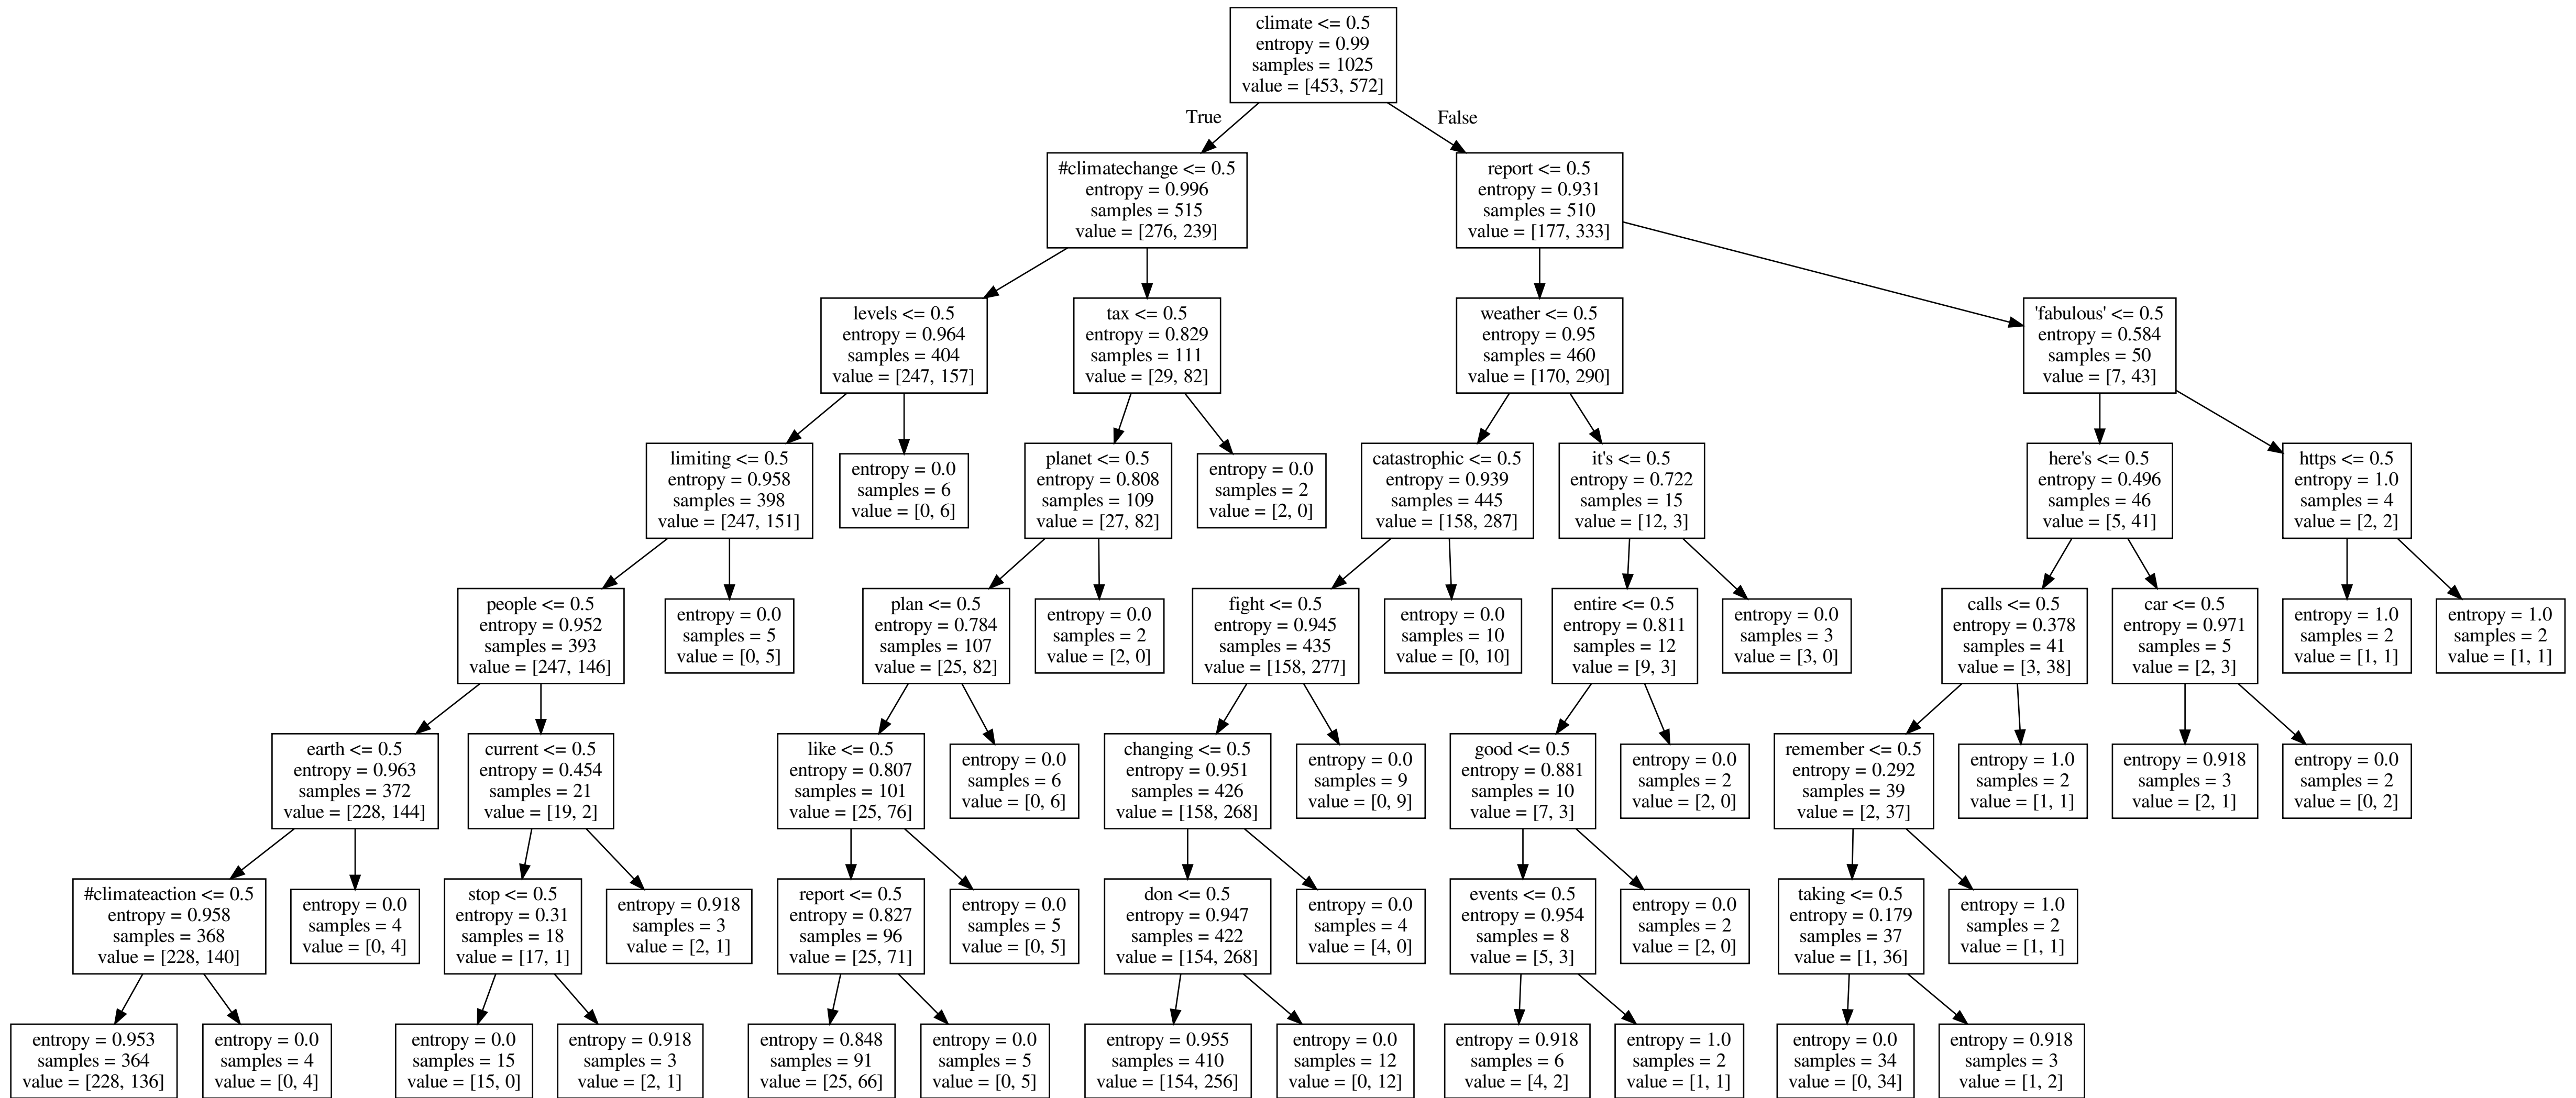 climate <= 0.5
entropy = 0.99
samples = 1025
value = [453, 572]
True
False
#climatechange <= 0.5
entropy = 0.996
samples = 515
value = [276, 239]
report <= 0.5
entropy = 0.931
samples = 510
value = [177, 333]
levels <= 0.5
entropy = 0.964
samples = 404
value = [247, 157]
tax <= 0.5
entropy = 0.829
samples = 111
value = [29, 82]
weather <= 0.5
entropy = 0.95
samples = 460
value = [170, 290]
'fabulous' <= 0.5
entropy = 0.584
samples = 50
value = [7, 43]
limiting <= 0.5
entropy = 0.958
samples = 398
value = [247, 151]
entropy = 0.0
samples = 6
value = [0, 6]
planet <= 0.5
entropy = 0.808
samples = 109
value = [27, 82]
entropy = 0.0
samples = 2
value = [2, 0]
catastrophic <= 0.5
entropy = 0.939
samples = 445
value = [158, 287]
it's <= 0.5
entropy = 0.722
samples = 15
value = [12, 3]
here's <= 0.5
entropy = 0.496
samples = 46
value = [5, 41]
https <= 0.5
entropy = 1.0
samples = 4
value = [2, 2]
people <= 0.5
entropy = 0.952
samples = 393
value = [247, 146]
entropy = 0.0
samples = 5
value = [0, 5]
plan <= 0.5
entropy = 0.784
samples = 107
value = [25, 82]
entropy = 0.0
samples = 2
value = [2, 0]
fight <= 0.5
entropy = 0.945
samples = 435
value = [158, 277]
entropy = 0.0
samples = 10
value = [0, 10]
entire <= 0.5
entropy = 0.811
samples = 12
value = [9, 3]
entropy = 0.0
samples = 3
value = [3, 0]
calls <= 0.5
entropy = 0.378
samples = 41
value = [3, 38]
car <= 0.5
entropy = 0.971
samples = 5
value = [2, 3]
entropy = 1.0
samples = 2
value = [1, 1]
entropy = 1.0
samples = 2
value = [1, 1]
earth <= 0.5
entropy = 0.963
samples = 372
value = [228, 144]
current <= 0.5
entropy = 0.454
samples = 21
value = [19, 2]
like <= 0.5
entropy = 0.807
samples = 101
value = [25, 76]
entropy = 0.0
samples = 6
value = [0, 6]
changing <= 0.5
entropy = 0.951
samples = 426
value = [158, 268]
entropy = 0.0
samples = 9
value = [0, 9]
good <= 0.5
entropy = 0.881
samples = 10
value = [7, 3]
entropy = 0.0
samples = 2
value = [2, 0]
remember <= 0.5
entropy = 0.292
samples = 39
value = [2, 37]
entropy = 1.0
samples = 2
value = [1, 1]
entropy = 0.918
samples = 3
value = [2, 1]
entropy = 0.0
samples = 2
value = [0, 2]
#climateaction <= 0.5
entropy = 0.958
samples = 368
value = [228, 140]
entropy = 0.0
samples = 4
value = [0, 4]
stop <= 0.5
entropy = 0.31
samples = 18
value = [17, 1]
entropy = 0.918
samples = 3
value = [2, 1]
report <= 0.5
entropy = 0.827
samples = 96
value = [25, 71]
entropy = 0.0
samples = 5
value = [0, 5]
don <= 0.5
entropy = 0.947
samples = 422
value = [154, 268]
entropy = 0.0
samples = 4
value = [4, 0]
events <= 0.5
entropy = 0.954
samples = 8
value = [5, 3]
entropy = 0.0
samples = 2
value = [2, 0]
taking <= 0.5
entropy = 0.179
samples = 37
value = [1, 36]
entropy = 1.0
samples = 2
value = [1, 1]
entropy = 0.953
samples = 364
value = [228, 136]
entropy = 0.0
samples = 4
value = [0, 4]
entropy = 0.0
samples = 15
value = [15, 0]
entropy = 0.918
samples = 3
value = [2, 1]
entropy = 0.848
samples = 91
value = [25, 66]
entropy = 0.0
samples = 5
value = [0, 5]
entropy = 0.955
samples = 410
value = [154, 256]
entropy = 0.0
samples = 12
value = [0, 12]
entropy = 0.918
samples = 6
value = [4, 2]
entropy = 1.0
samples = 2
value = [1, 1]
entropy = 0.0
samples = 34
value = [0, 34]
entropy = 0.918
samples = 3
value = [1, 2]